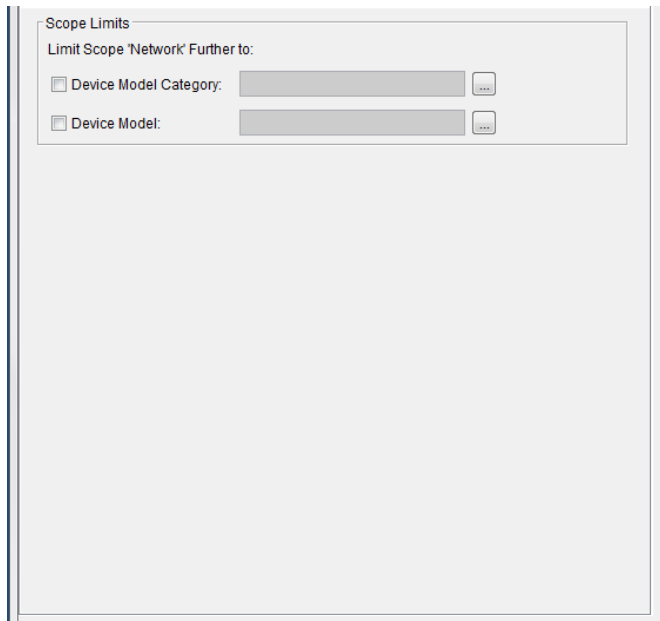 Scope Limits
Limit Scope 'Network' Further to:
Device Model Category:
...
Device Model:
...